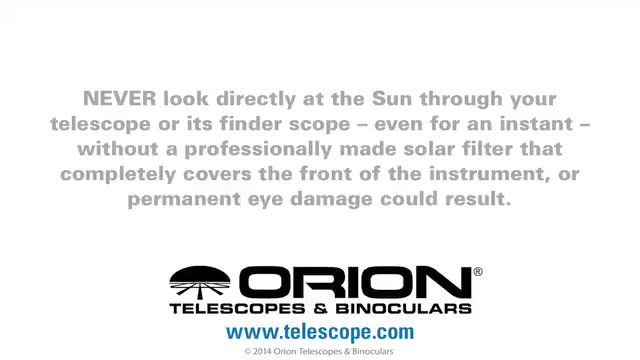 NEVER look directly at the Sun through your
telescope or its finder scope – even for an instant –
without a professionally made solar filter that
completely covers the front of the instrument, or
permanent eye damage could result.
ORION®
TELESCOPES & BINOCULARS
www.telescope.com
© 2014 Orion Telescopes & Binoculars